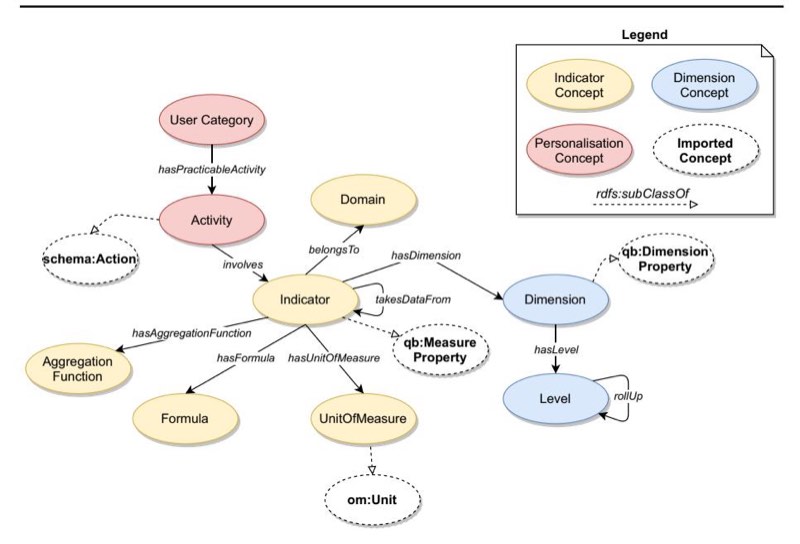 Legend
Indicator
Concept
Dimension
Concept
Personalisation
Concept
Imported
Concept
rdfs:subClassOf
User Category
hasPracticableActivity
Activity
Domain
schema:Action
involves
belongsTo
hasDimension
qb:Dimension
Property
Indicator
takesDataFrom
Dimension
hasAggregationFunction
hasFormula
hasUnitOfMeasure
qb:Measure
Property
hasLevel
Aggregation
Function
Formula
UnitOfMeasure
Level
rollUp
om:Unit